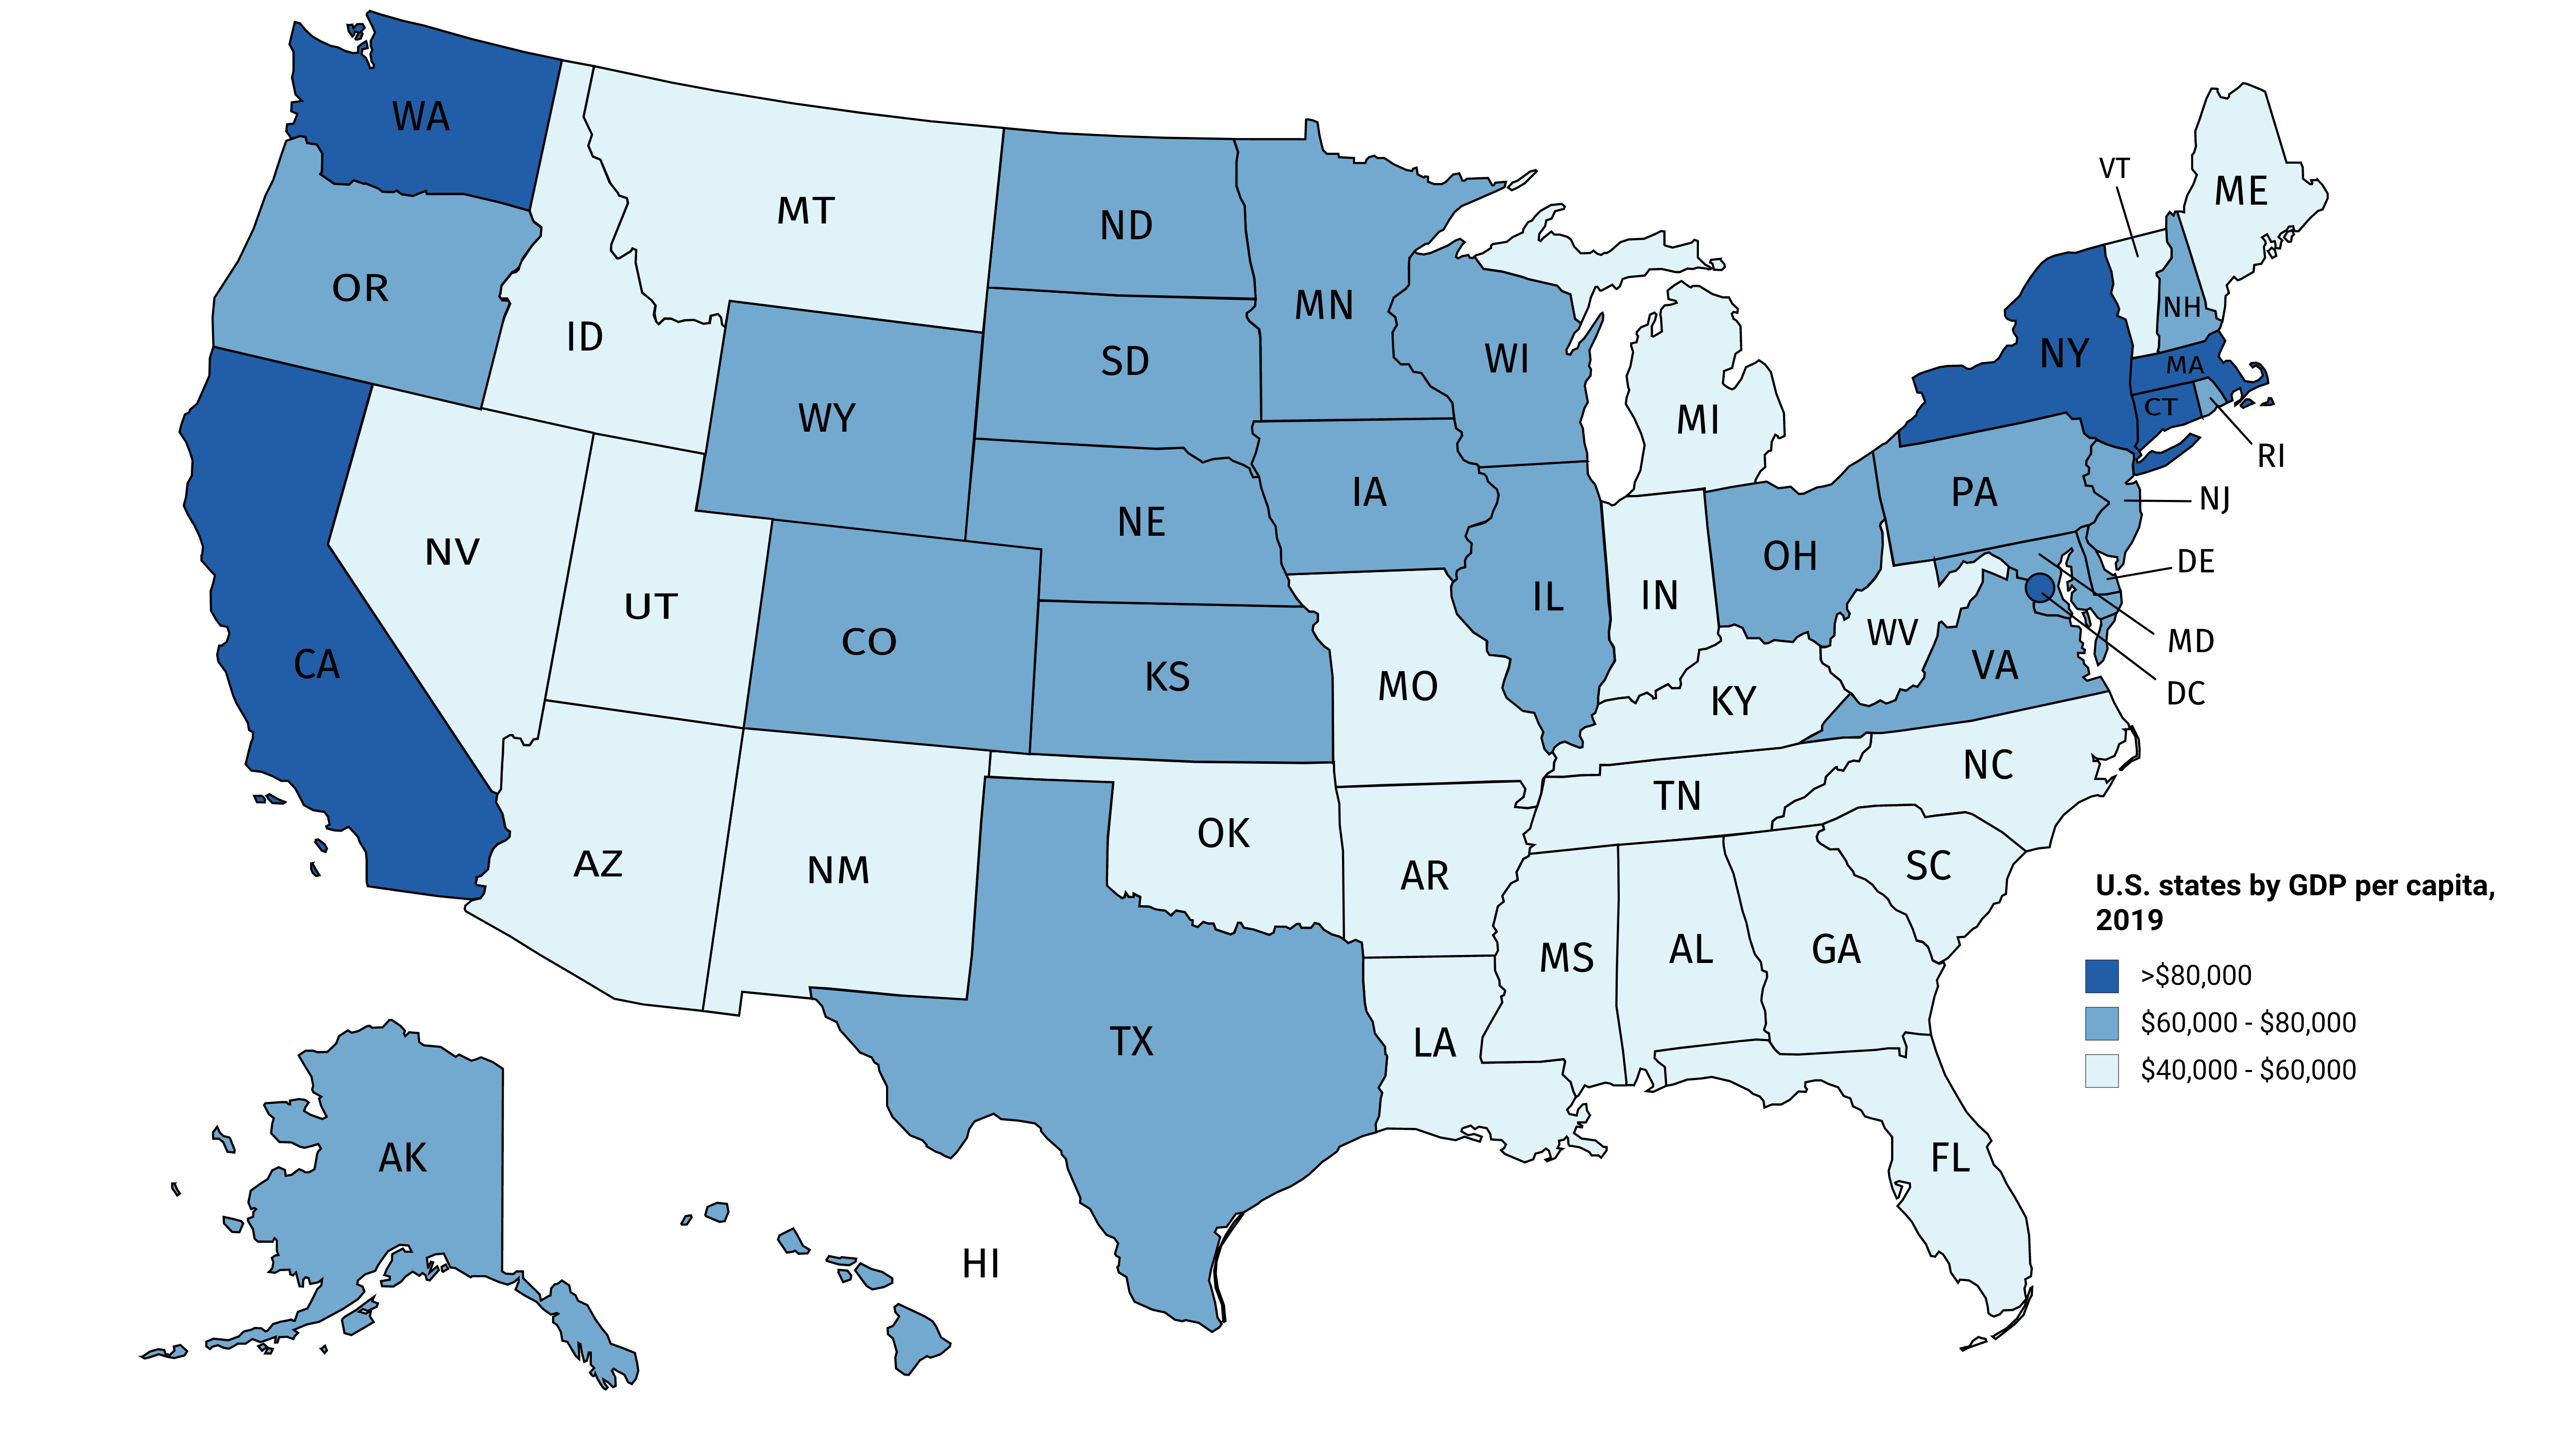 WA
VT
ME
MT
ND
OR
MN
NH
ID
NY
WI
SD
MA
CT
WY
MI
RI
IA
PA
NJ
NE
NV
OH
DE
UT
IL
IN
WV
CO
MD
CA
KS
VA
MO
DC
KY
NC
TN
OK
AZ
NM
AR
SC
U.S. states by GDP per capita,
2019
MS
AL
GA
>$80,000
$60,000 - $80,000
TX
LA
$40,000 - $60,000
AK
FL
HI